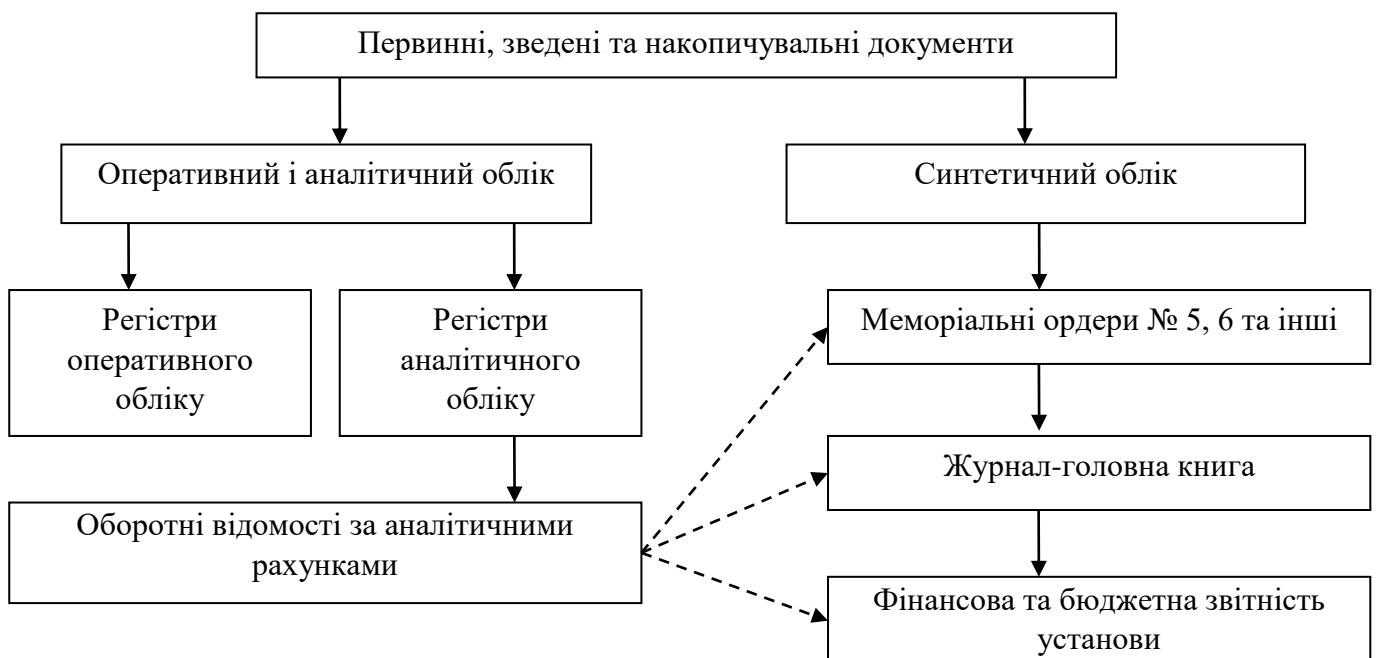 Первинні, зведені та накопичувальні документи
Оперативний і аналітичний облік
Синтетичний облік
Регістри
оперативного
обліку
Регістри
аналітичного
обліку
Меморіальні ордери № 5, 6 та інші
Журнал-головна книга
Оборотні відомості за аналітичними
рахунками
Фінансова та бюджетна звітність
установи